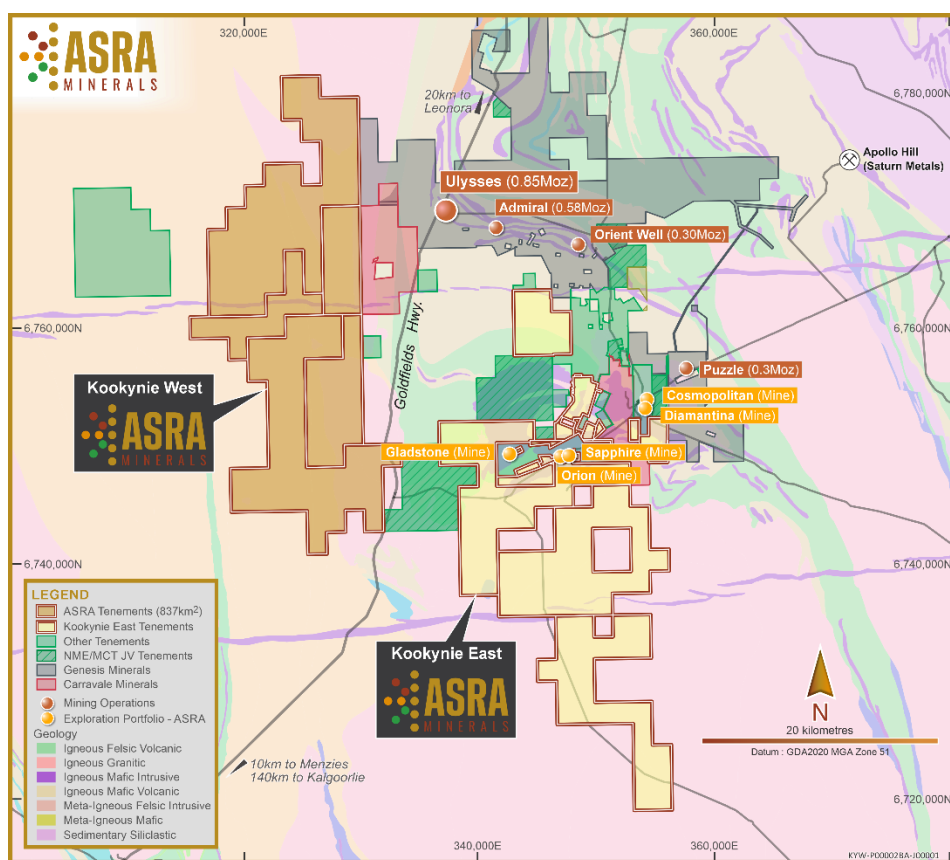 ASRA
MINERALS
320,000E
360,000E
6,780,000N
20km to
Leonora
Apollo Hill
(Saturn Metals)
Ulysses (0.85Moz)
Admiral (0.58Moz)
Orient Well (0.30Moz)
6,760,000N
6,760,000N
Goldfields Hwy.
Puzzle (0.3Moz)
Kookynie West
ASRA
MINERALS
Cosmopolitan (Mine)
Diamantina (Mine)
Gladstone (Mine)
Sapphire (Mine)
Orion (Mine)
6,740,000N
6,740,000N
LEGEND
ASRA Tenements (837km²)
Kookynie East Tenements
Other Tenements
NME/MCT JV Tenements
Genesis Minerals
Carravale Minerals
Mining Operations
Exploration Portfolio - ASRA
Geology
Igneous Felsic Volcanic
Igneous Granitic
Igneous Mafic Intrusive
Igneous Mafic Volcanic
Meta-Igneous Felsic Intrusive
Meta-Igneous Mafic
Sedimentary Siliclastic
Kookynie East
ASRA
MINERALS
N
20 kilometres
Datum : GDA2020 MGA Zone 51
10km to Menzies
140km to Kalgoorlie
6,720,000N
340,000E
360,000E
KYW-P00002BA-J00001